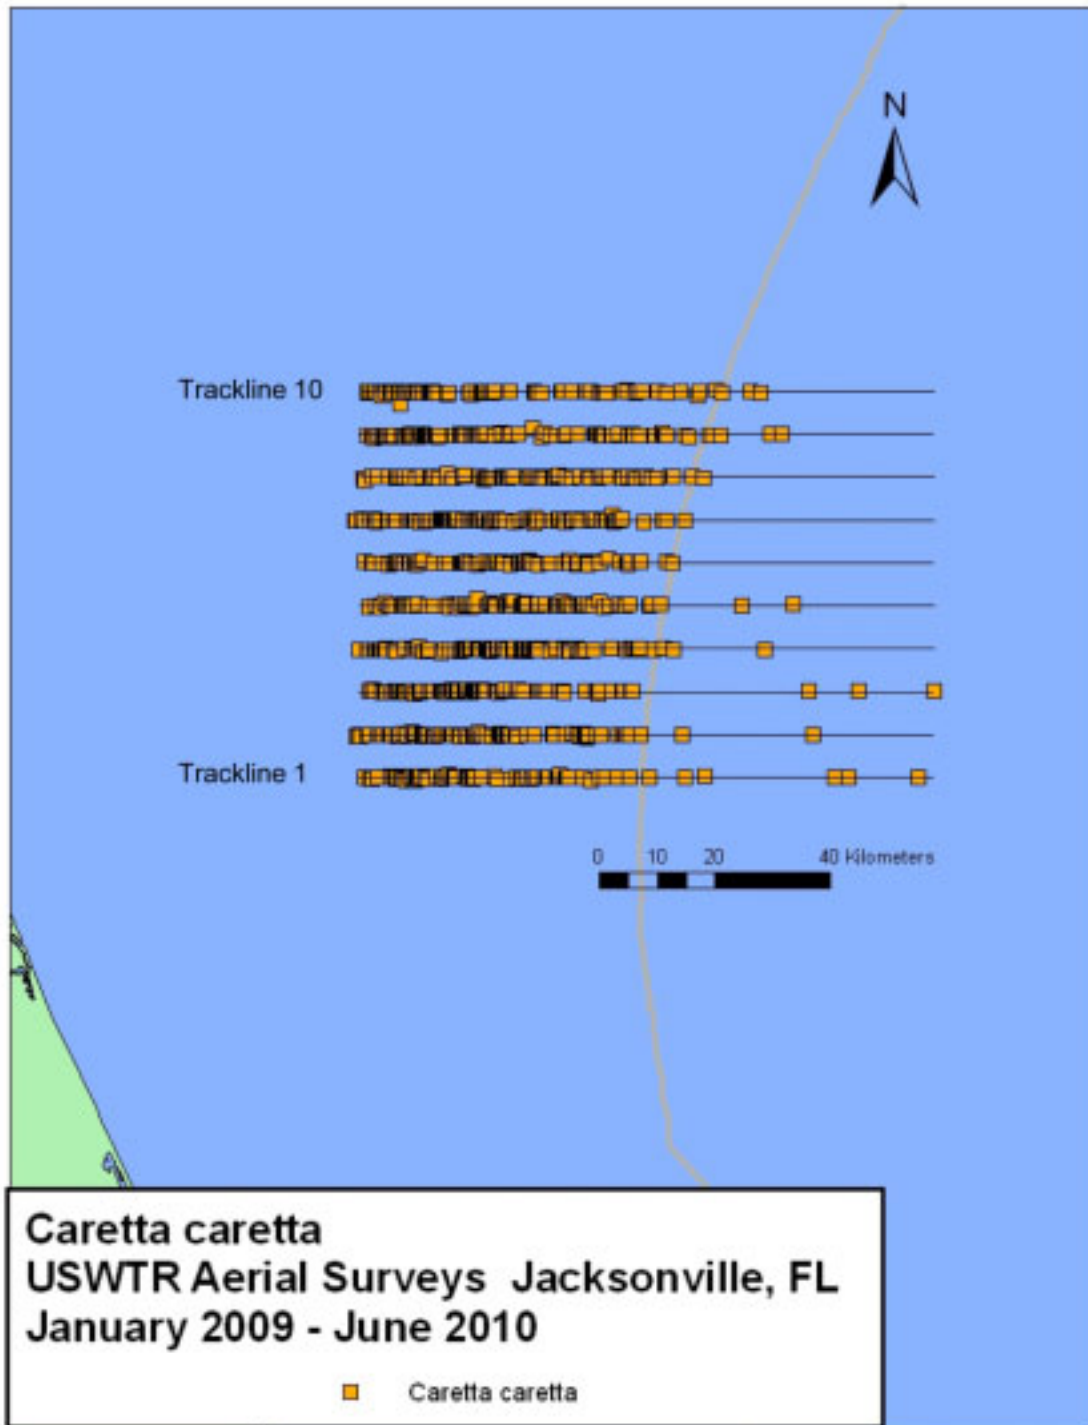 N
Trackline 10
Trackline 1
0 10 20 40 Kilometers
Caretta caretta
USWTR Aerial Surveys Jacksonville, FL
January 2009 - June 2010
Caretta caretta